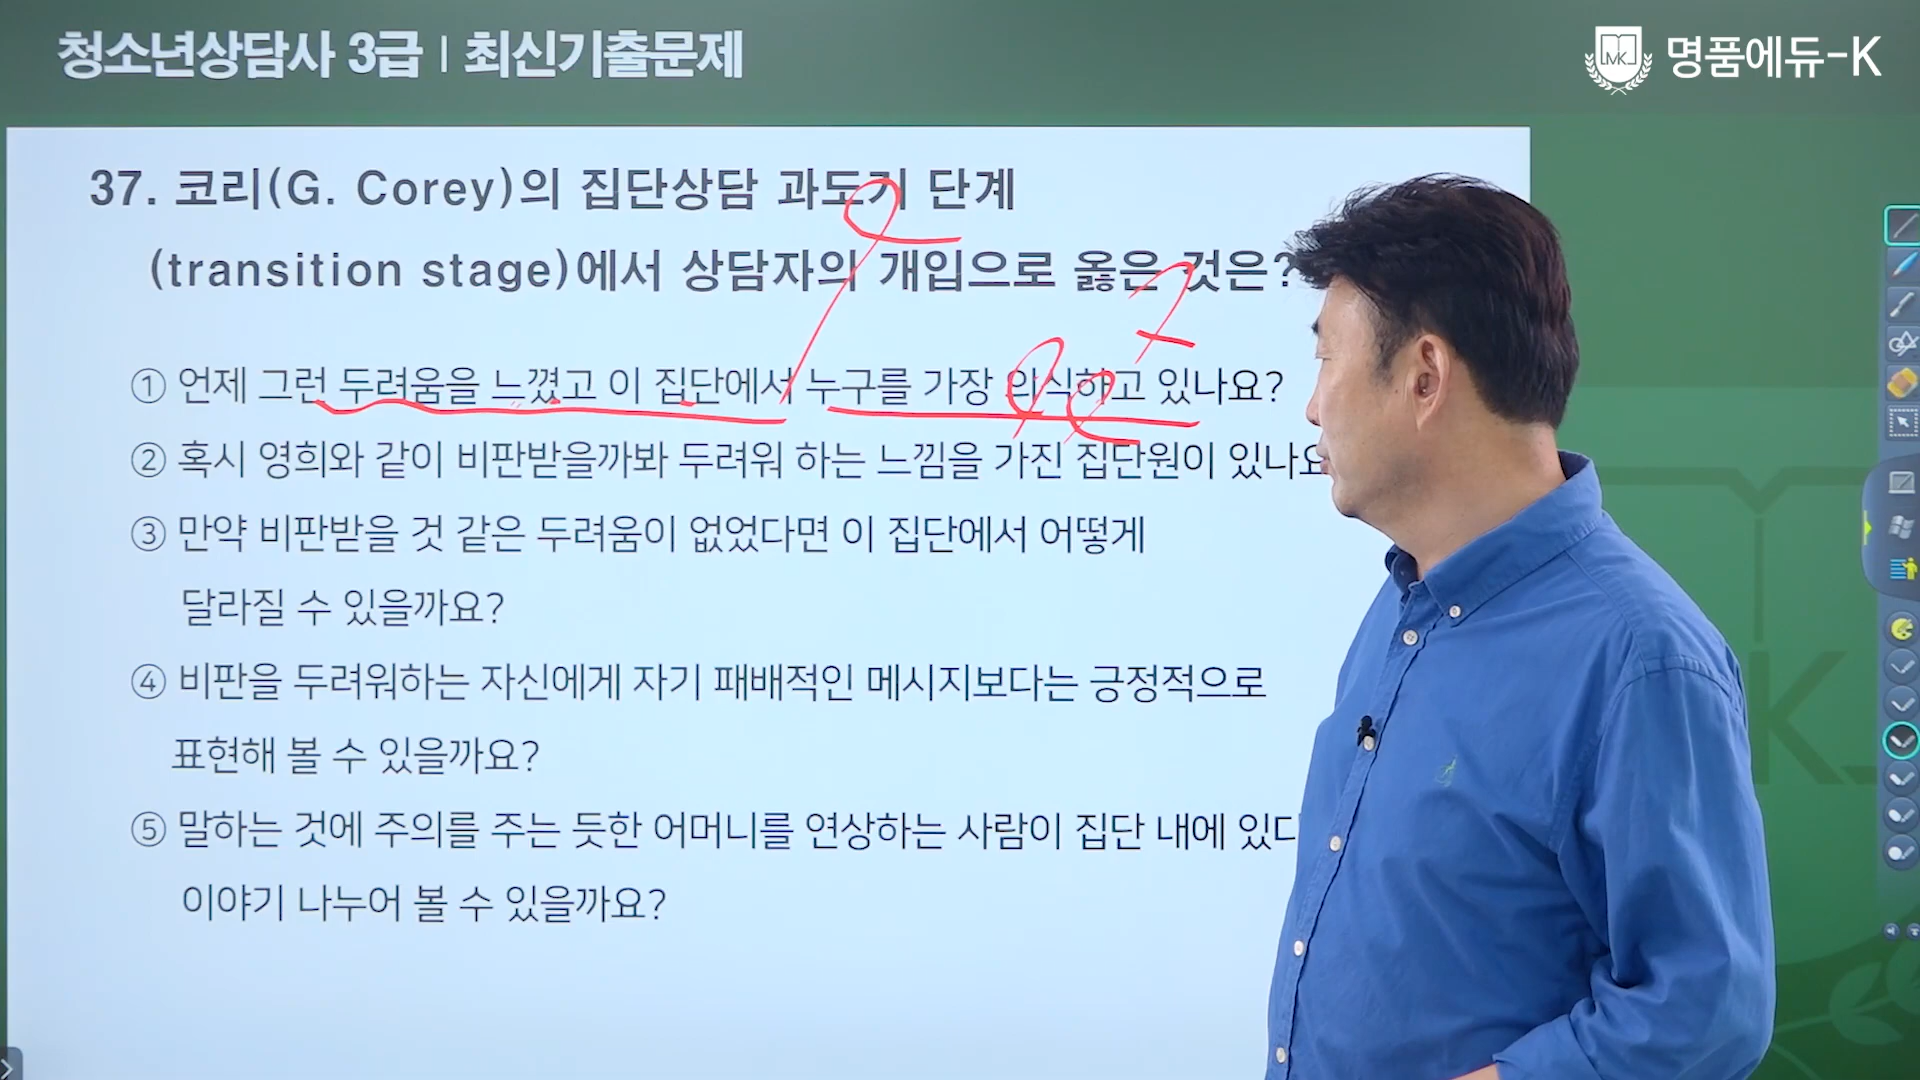 청소년상담사 3급 | 최신기출문제
명품에듀-K
37. 코리(G. Corey)의 집단상담 과도기 단계
(transition stage)에서 상담자의 개입으로 옳은 것은?
① 언제 그런 두려움을 느꼈고 이 집단에서 누구를 가장 의식하고 있나요?
② 혹시 영희와 같이 비판받을까봐 두려워 하는 느낌을 가진 집단원이 있나요
③ 만약 비판받을 것 같은 두려움이 없었다면 이 집단에서 어떻게
달라질 수 있을까요?
④ 비판을 두려워하는 자신에게 자기 패배적인 메시지보다는 긍정적으로
표현해 볼 수 있을까요?
⑤ 말하는 것에 주의를 주는 듯한 어머니를 연상하는 사람이 집단 내에
이야기 나누어 볼 수 있을까요?